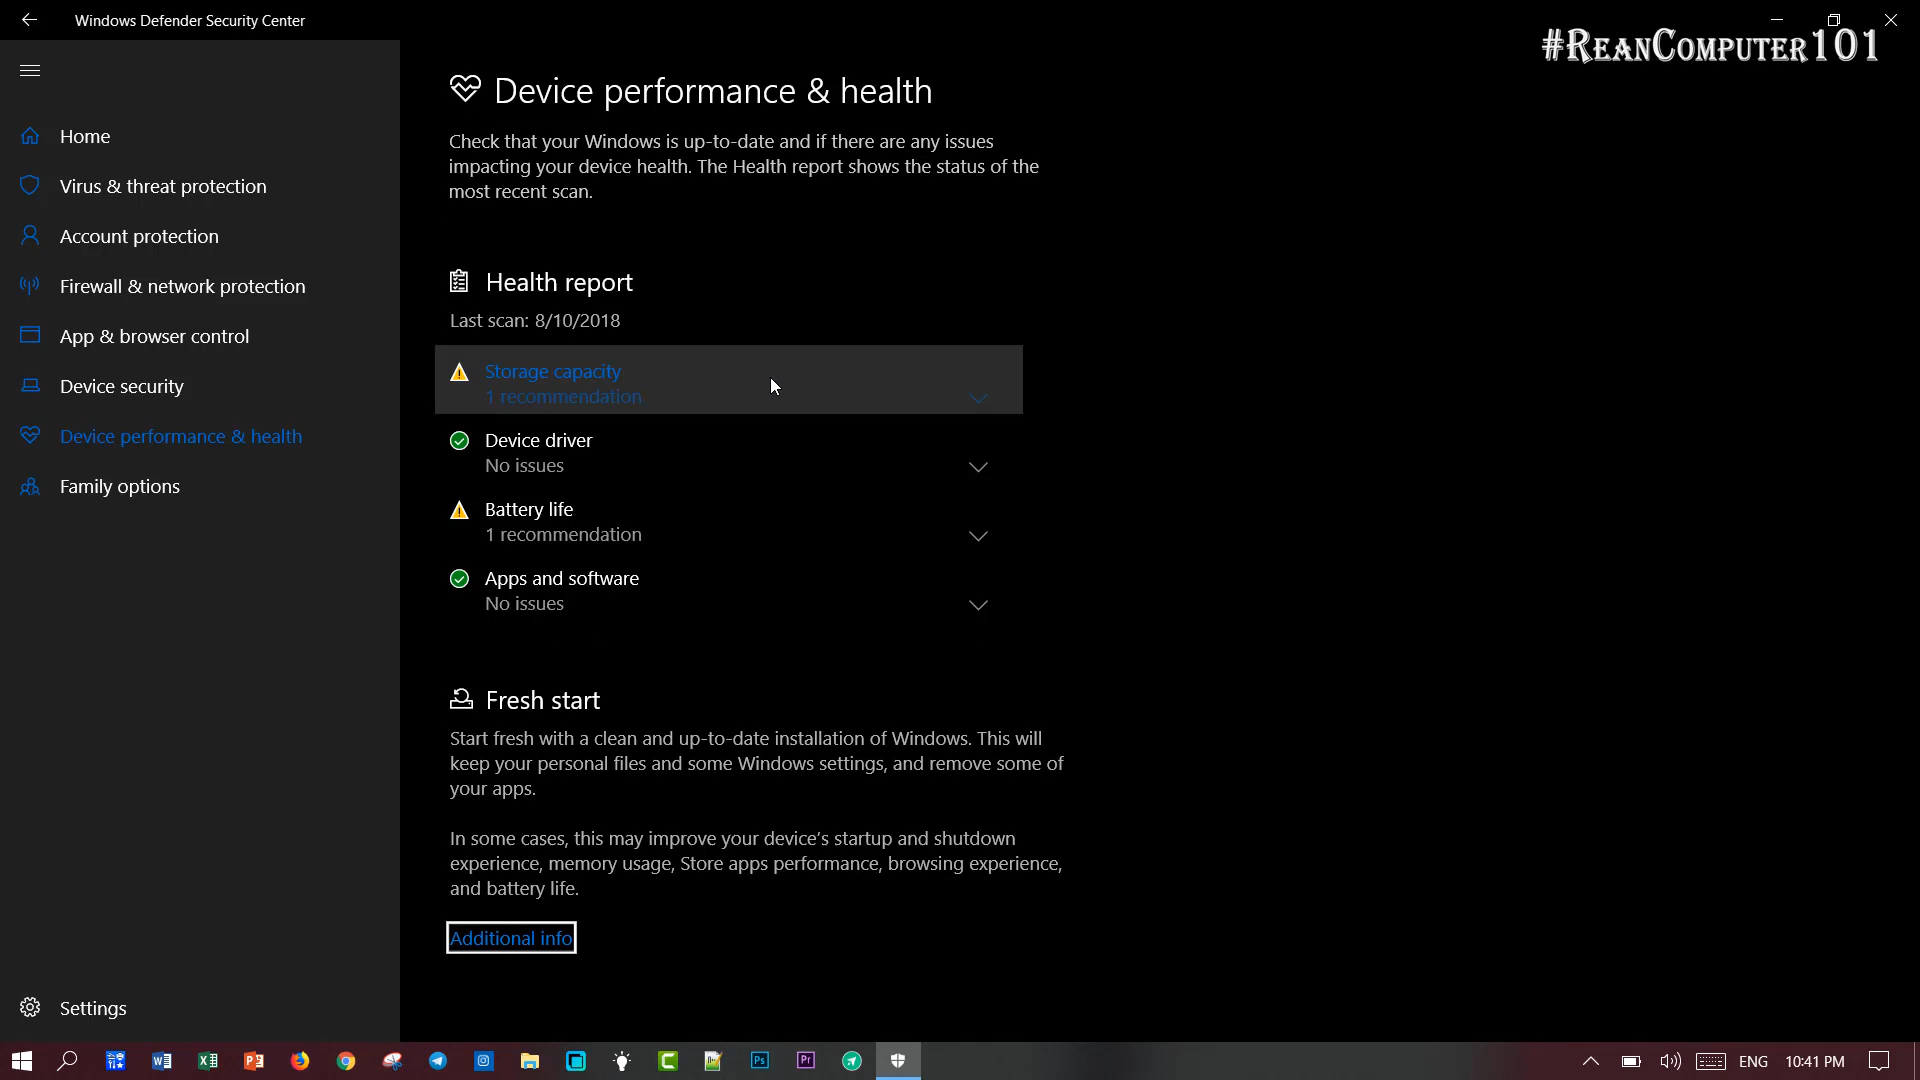 Windows Defender Security Center
#ReanComputer101
Home
Virus & threat protection
Account protection
Firewall & network protection
App & browser control
Device security
Device performance & health
Family options
Settings
Device performance & health
Check that your Windows is up-to-date and if there are any issues
impacting your device health. The Health report shows the status of the
most recent scan.
Health report
Last scan: 8/10/2018
Storage capacity
1 recommendation
Device driver
No issues
Battery life
1 recommendation
Apps and software
No issues
Fresh start
Start fresh with a clean and up-to-date installation of Windows. This will
keep your personal files and some Windows settings, and remove some of
your apps.
In some cases, this may improve your device’s startup and shutdown
experience, memory usage, Store apps performance, browsing experience,
and battery life.
Additional info
Ps
Pr
ENG
10:41 PM